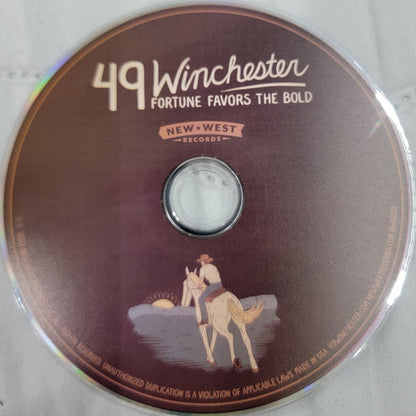 49 Winchester
FORTUNE FAVORS THE BOLD
NEW ★ WEST
RECORDS
RESERVED. UNAUTHORIZED DUPLICATION IS A VIOLATION OF APPLICABLE LAWS. MADE IN USA.